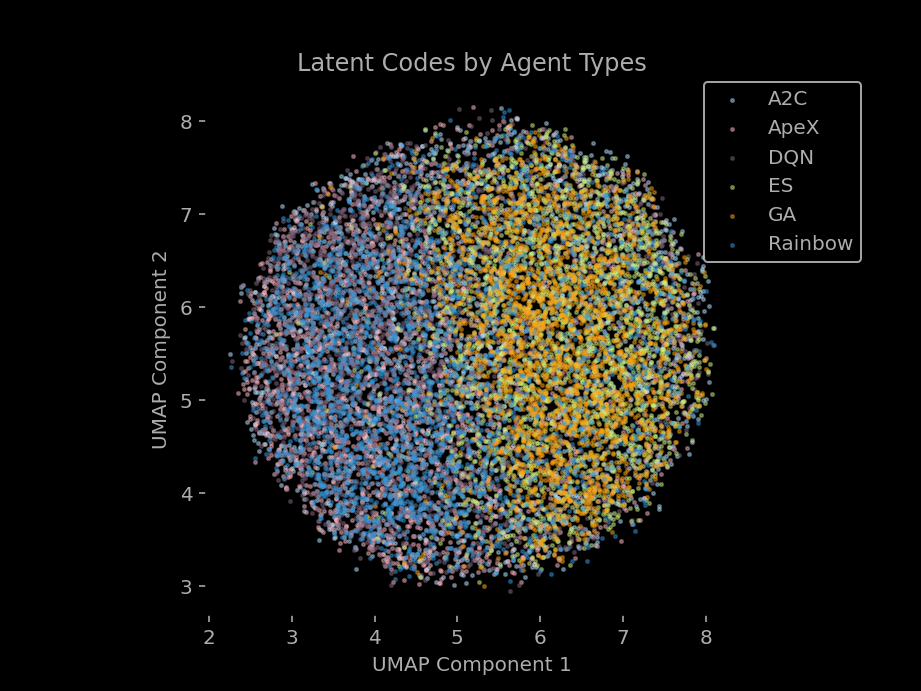 Latent Codes by Agent Types
A2C
ApeX
DQN
ES
GA
Rainbow
8
7
6
5
4
3
UMAP Component 2
2 3 4 5 6 7 8
UMAP Component 1